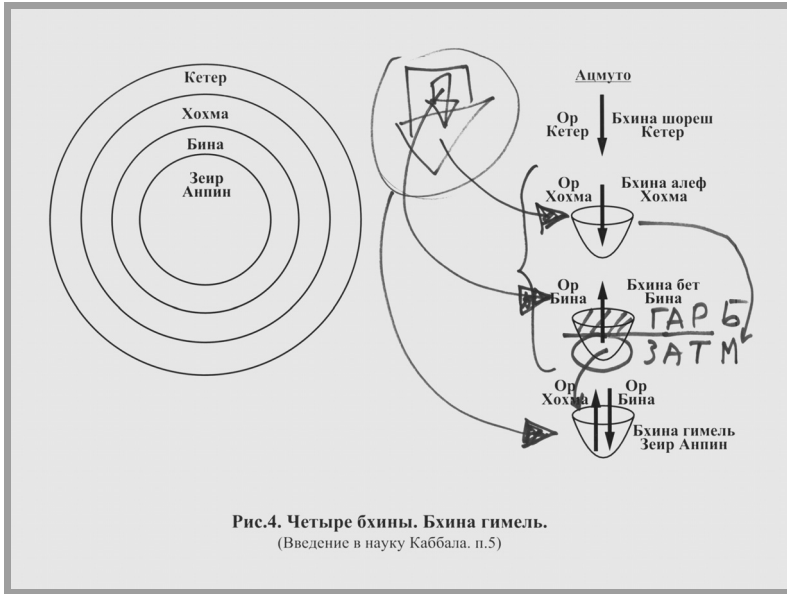 Кетер
Хохма
Бина
Зеир
Анпин
Ацмуто
Ор
Кетер
Бхина шореш
Кетер
Ор
Хохма
Бхина алеф
Хохма
Ор
Бина
Бхина бет
Бина
ГАР Б
ЗАТ М
Ор
Хохма
Ор
Бина
Бхина гимель
Зеир Анпин
Рис.4. Четыре бхины. Бхина гимель.
(Введение в науку Каббала. п.5)